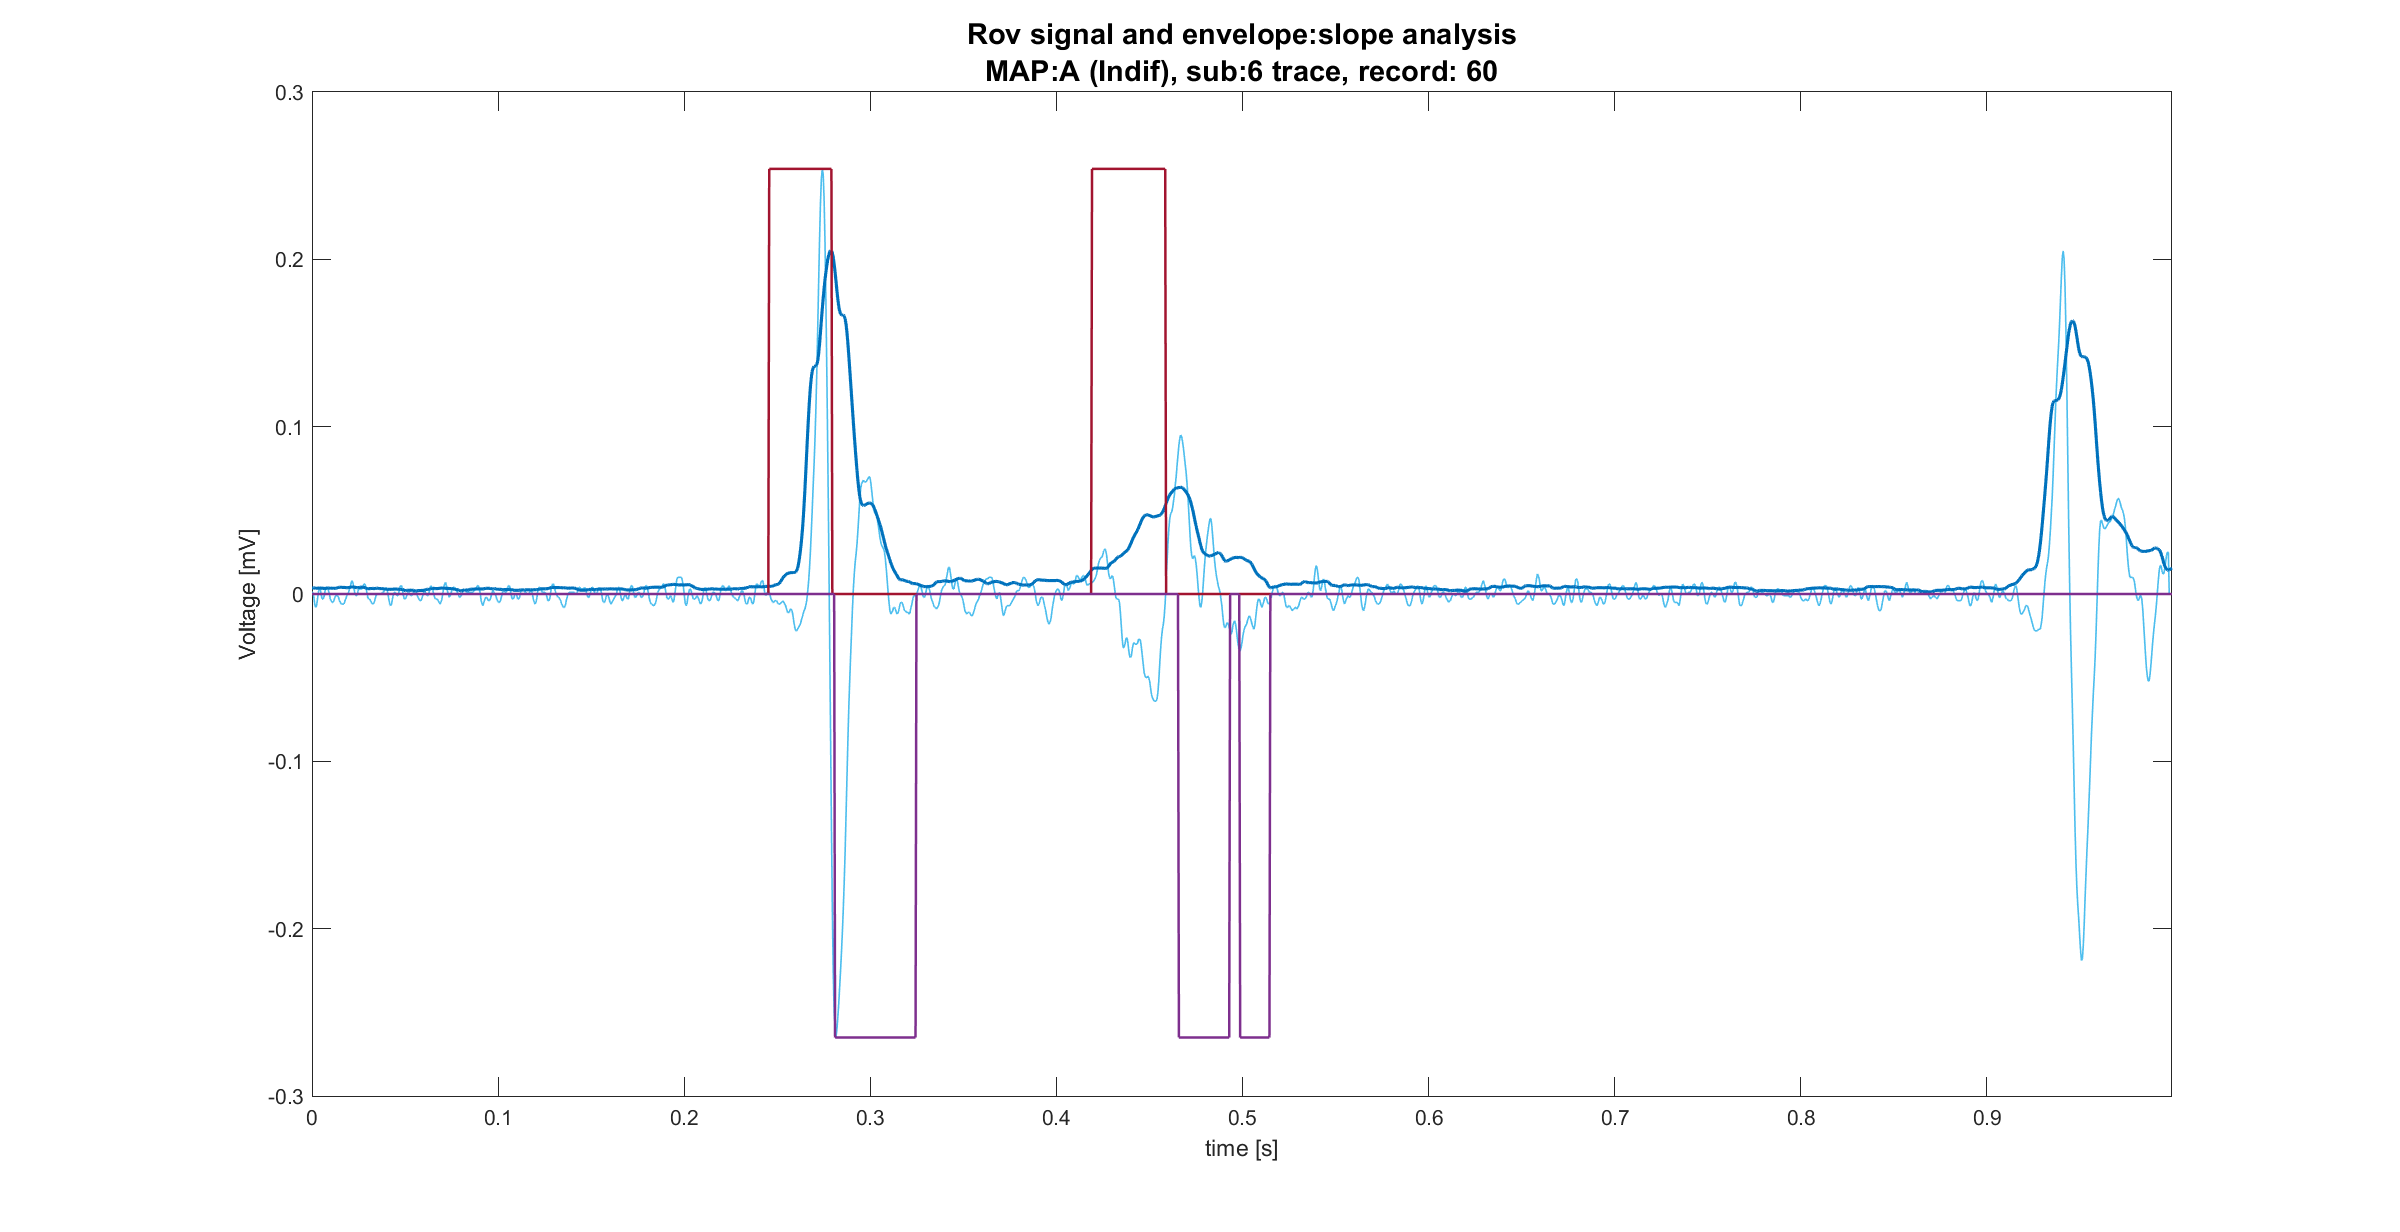 Rov signal and envelope:slope analysis
MAP:A (Indif), sub:6 trace, record: 60
0.3
0.2
0.1
0
-0.1
-0.2
-0.3
Voltage [mV]
0 0.1 0.2 0.3 0.4 0.5 0.6 0.7 0.8 0.9
time [s]